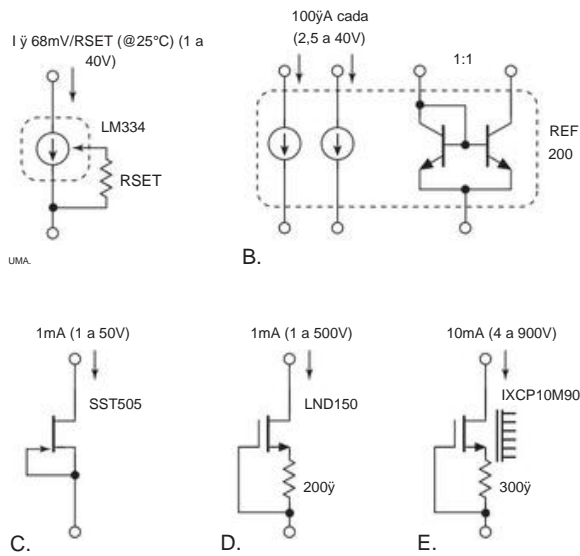 I ÿ 68mV/RSET (@25°C) (1 a
40V)
LM334
RSET
UMA.
100ÿA cada
(2,5 a 40V)
1:1
REF
200
B.
1mA (1 a 50V)
SST505
C.
1mA (1 a 500V)
LND150
200ÿ
D.
10mA (4 a 900V)
IXCP10M90
300ÿ
E.